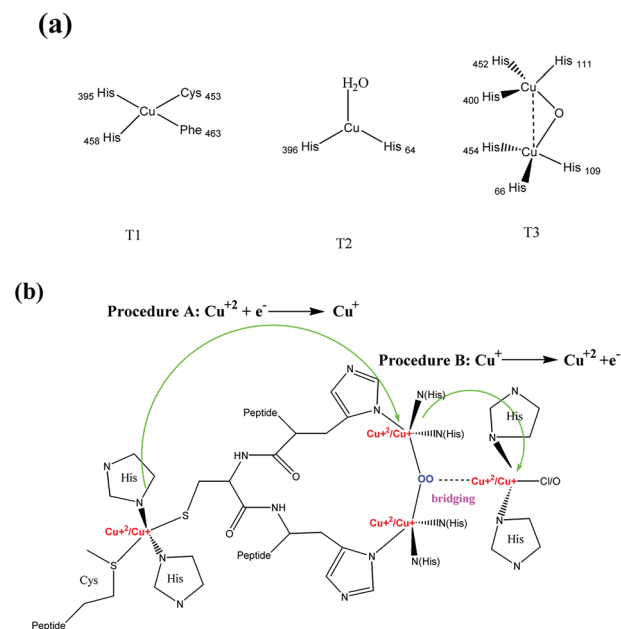 (a)
395 His
Cys 453
Cu
458 His
Phe 463
T1
H₂O
Cu
396 His
His 64
T2
452 His
His 111
Cu
400 His
O
Cu
454 His
His 109
66 His
T3
(b)
Procedure A: Cu⁺² + e⁻ → Cu⁺
Procedure B: Cu⁺ → Cu⁺² +e⁻
N
N
Peptide
N(His)
Cu+²/Cu+
N(His)
O
HN
N
His
N
S
Cu+²/Cu+
O
NH
Peptide
N
His
N
S
Cys
Peptide
N
N
OO
bridging
Cu+²/Cu+
N(His)
N(His)
N
His
N
Cu+²/Cu+
Cl/O
N
His
N